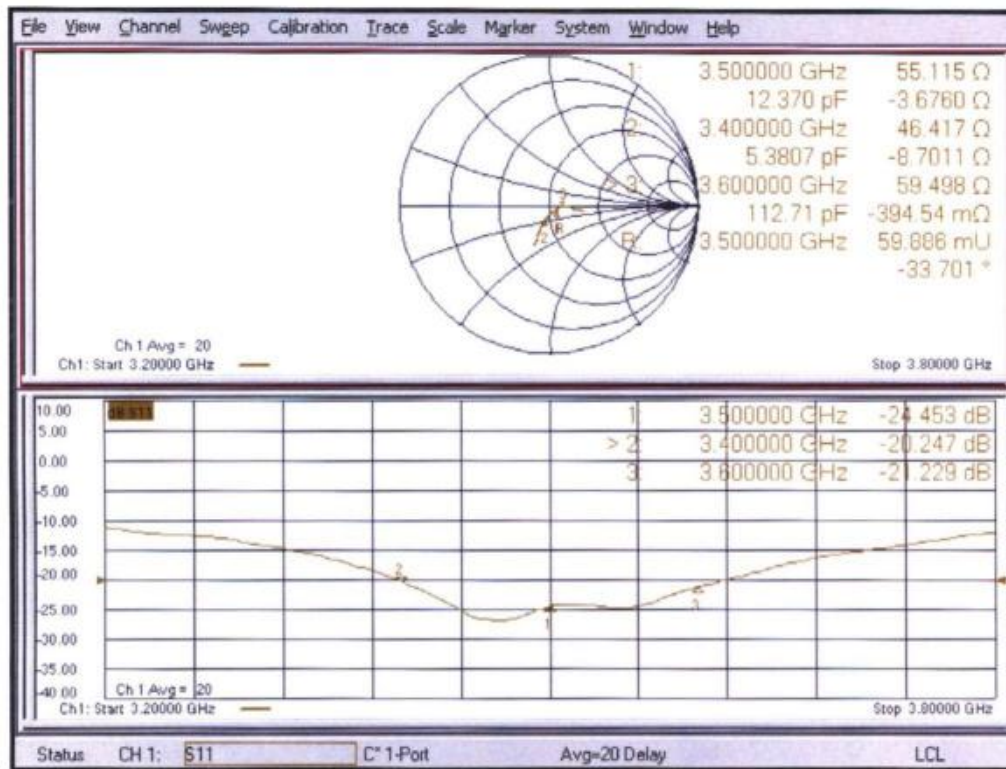 File View Channel Sweep Calibration Trace Scale Marker System Window Help
1: 3.500000 GHz 55.115 Ω
12.370 pF -3.6760 Ω
2: 3.400000 GHz 46.417 Ω
5.3807 pF -8.7011 Ω
> 3: 3.600000 GHz 59.498 Ω
112.71 pF -394.54 mΩ
R: 3.500000 GHz 59.886 mU
-33.701 °
Ch 1 Avg = 20
Ch1: Start 3.20000 GHz Stop 3.80000 GHz
10.00 dB S11
1: 3.500000 GHz -24.453 dB
5.00
> 2: 3.400000 GHz -20.247 dB
0.00
3: 3.600000 GHz -21.229 dB
-5.00
-10.00
-15.00
2
-20.00
3
-25.00
1
-30.00
-35.00
-40.00
Ch 1 Avg = 20
Ch1: Start 3.20000 GHz Stop 3.80000 GHz
Status CH 1: S11 C* 1-Port Avg=20 Delay LCL